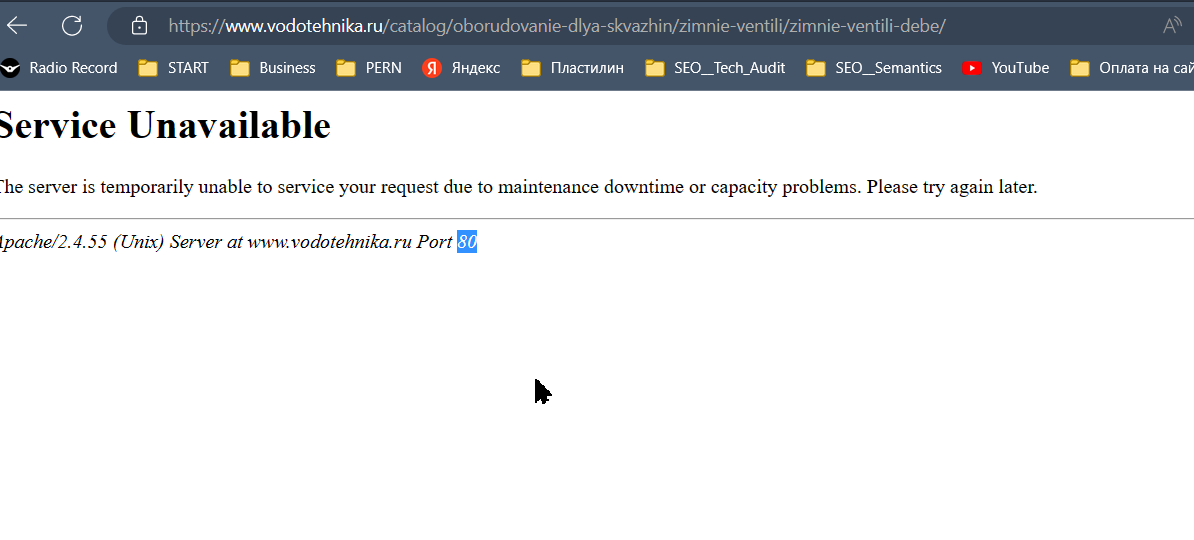 https://www.vodotehnika.ru/catalog/oborudovanie-dlya-skvazhin/zimnie-ventili/zimnie-ventili-debe/
Radio Record START Business PERN Яндекс Пластилин SEO__Tech_Audit SEO__Semantics YouTube Оплата на сай
Service Unavailable
The server is temporarily unable to service your request due to maintenance downtime or capacity problems. Please try again later.
Apache/2.4.55 (Unix) Server at www.vodotehnika.ru Port 80